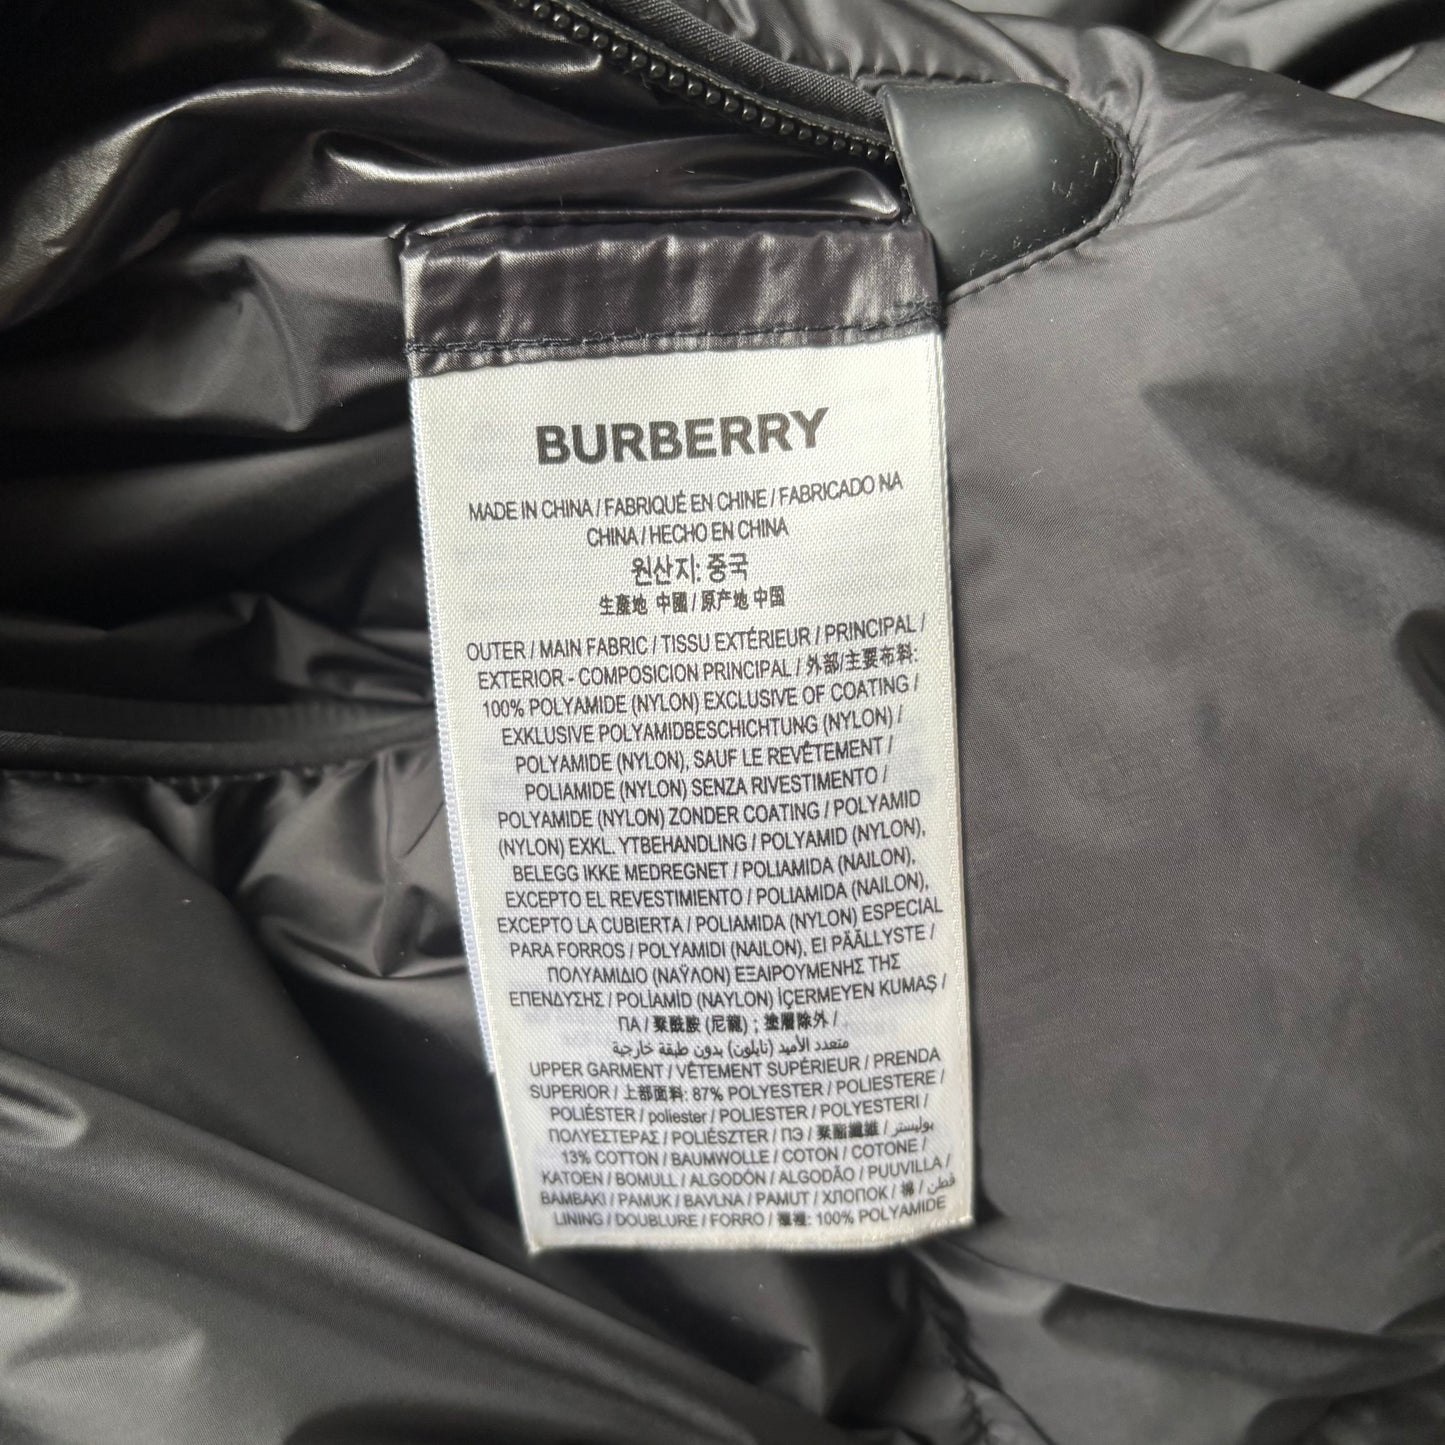 BURBERRY
MADE IN CHINA / FABRIQUÉ EN CHINE / FABRICADO NA
CHINA / HECHO EN CHINA
원산지: 중국
生產地 中國 / 原产地 中国
OUTER / MAIN FABRIC / TISSU EXTÉRIEUR / PRINCIPAL /
EXTERIOR - COMPOSICION PRINCIPAL / 外部/主要布料:
100% POLYAMIDE (NYLON) EXCLUSIVE OF COATING /
EXKLUSIVE POLYAMIDBESCHICHTUNG (NYLON) /
POLYAMIDE (NYLON), SAUF LE REVÊTEMENT /
POLIAMIDE (NYLON) SENZA RIVESTIMENTO /
POLYAMIDE (NYLON) ZONDER COATING / POLYAMID
(NYLON) EXKL. YTBEHANDLING / POLYAMID (NYLON),
BELEGG IKKE MEDREGNET / POLIAMIDA (NAILON),
EXCEPTO EL REVESTIMIENTO / POLIAMIDA (NAILON),
EXCEPTO LA CUBIERTA / POLIAMIDA (NYLON) ESPECIAL
PARA FORROS / POLYAMIDI (NAILON), EI PÄÄLLYSTE /
ΠΟΛΥΑΜΙΔΙΟ (ΝΑΫΛΟΝ) ΕΞΑΙΡΟΥΜΕΝΗΣ ΤΗΣ
ΕΠΕΝΔΥΣΗΣ / POLİAMİD (NAYLON) İÇERMEYEN KUMAŞ /
ПА / 聚酰胺 (尼龍) ; 塗層除外 /
متعدد الأميد (نايلون) بدون طبقة خارجية
UPPER GARMENT / VÊTEMENT SUPÉRIEUR / PRENDA
SUPERIOR / 上部面料: 87% POLYESTER / POLIESTERE /
POLIÉSTER / poliester / POLIESTER / POLYESTERI /
ΠΟΛΥΕΣΤΕΡΑΣ / POLIÉSZTER / ПЭ / 聚酯纖維 / بوليستر
13% COTTON / BAUMWOLLE / COTON / COTONE /
KATOEN / BOMULL / ALGODÓN / ALGODÃO / PUUVILLA /
BAMBAKI / PAMUK / BAVLNA / PAMUT / ХЛОПОК / 棉 / قطن
LINING / DOUBLURE / FORRO / 裡: 100% POLYAMIDE